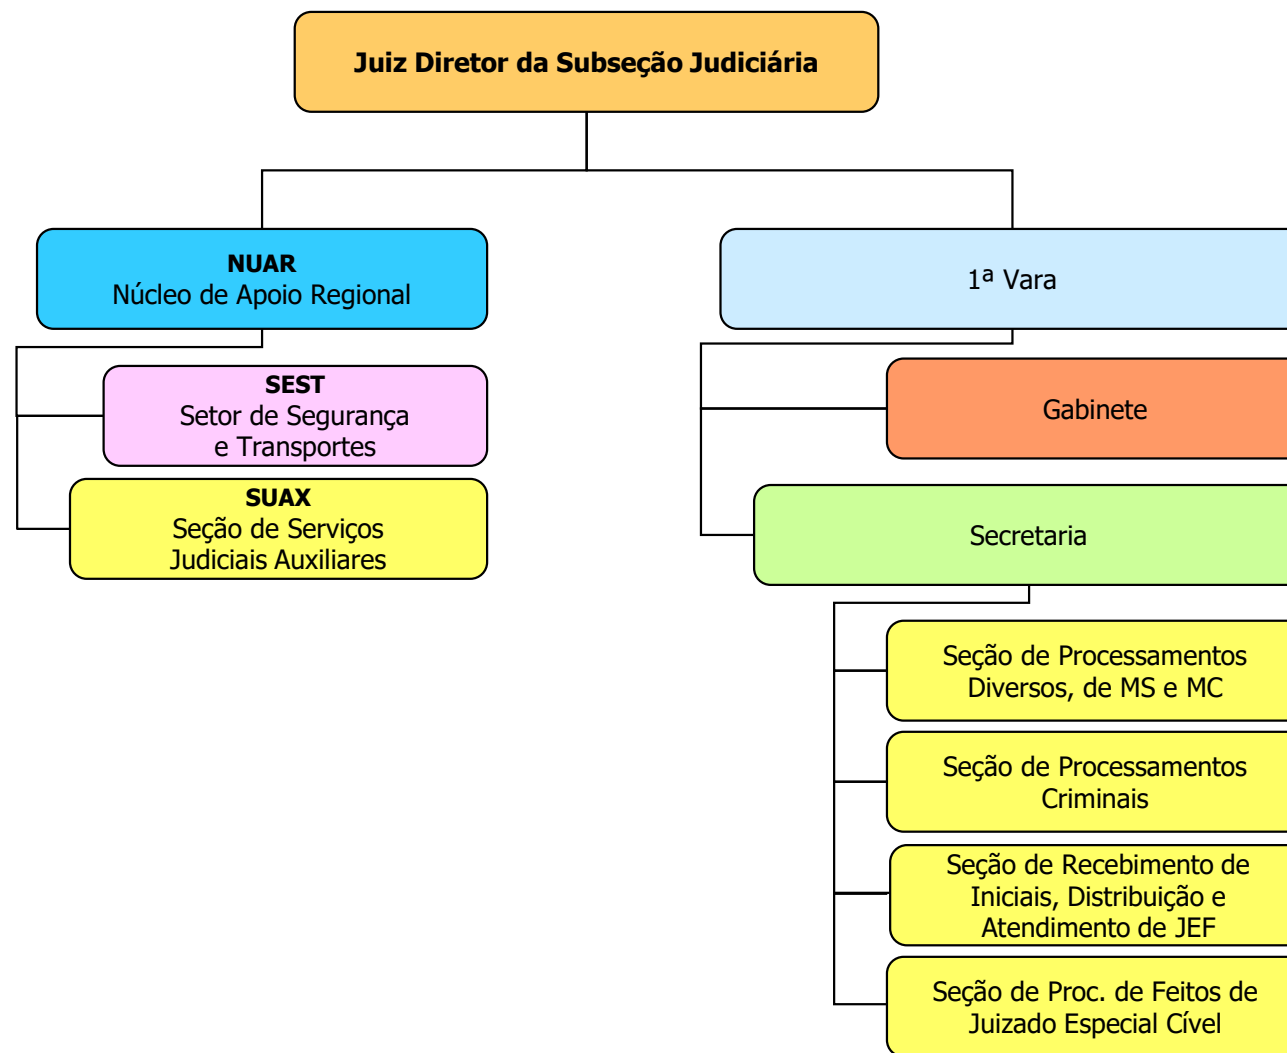 Juiz Diretor da Subseção Judiciária
NUAR
Núcleo de Apoio Regional
SEST
Setor de Segurança
e Transportes
SUAX
Seção de Serviços
Judiciais Auxiliares
1ª Vara
Gabinete
Secretaria
Seção de Processamentos
Diversos, de MS e MC
Seção de Processamentos
Criminais
Seção de Recebimento de
Iniciais, Distribuição e
Atendimento de JEF
Seção de Proc. de Feitos de
Juizado Especial Cível